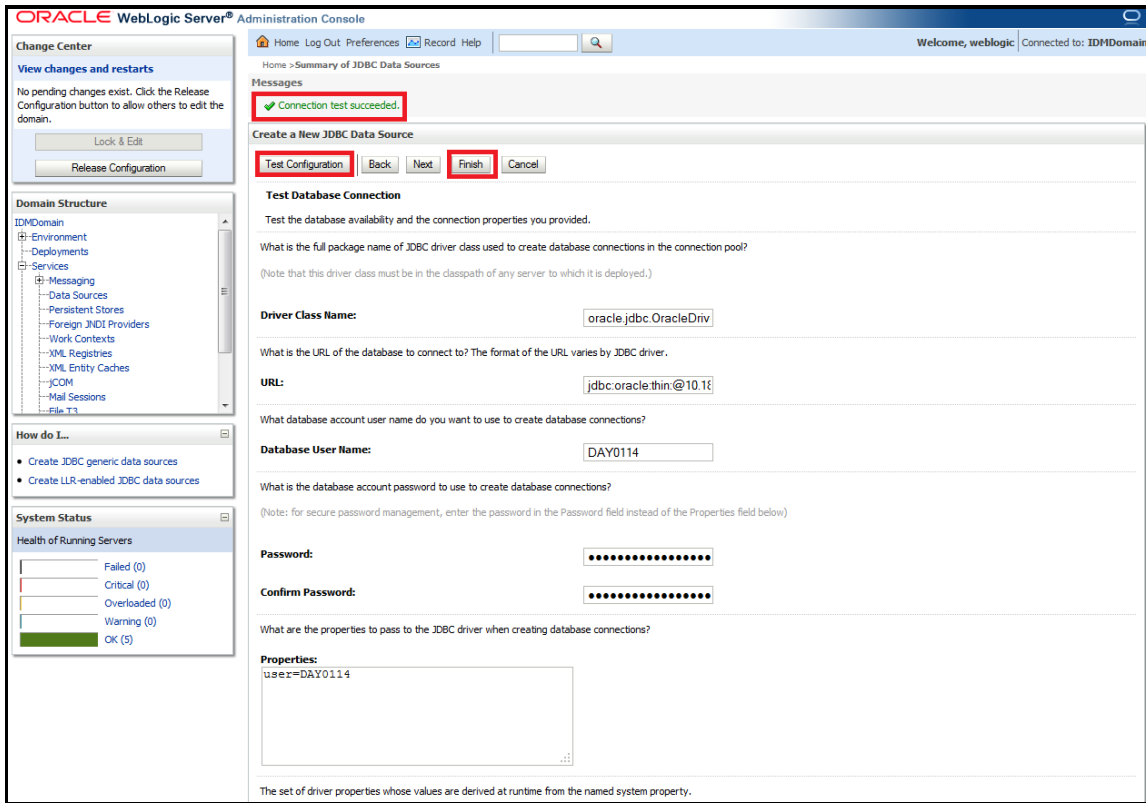 ORACLE WebLogic Server® Administration Console
Change Center
View changes and restarts
No pending changes exist. Click the Release
Configuration button to allow others to edit the
domain.
Lock & Edit
Release Configuration
Domain Structure
IDMDomain
Environment
Deployments
Services
Messaging
Data Sources
Persistent Stores
Foreign JNDI Providers
Work Contexts
XML Registries
XML Entity Caches
jCOM
Mail Sessions
File T3
How do I...
Create JDBC generic data sources
Create LLR-enabled JDBC data sources
System Status
Health of Running Servers
Failed (0)
Critical (0)
Overloaded (0)
Warning (0)
OK (5)
Home Log Out Preferences Record Help
Welcome, weblogic Connected to: IDMDomain
Home >Summary of JDBC Data Sources
Messages
Connection test succeeded.
Create a New JDBC Data Source
Test Configuration Back Next Finish Cancel
Test Database Connection
Test the database availability and the connection properties you provided.
What is the full package name of JDBC driver class used to create database connections in the connection pool?
(Note that this driver class must be in the classpath of any server to which it is deployed.)
Driver Class Name: oracle.jdbc.OracleDriv
What is the URL of the database to connect to? The format of the URL varies by JDBC driver.
URL: jdbc:oracle:thin:@10.18
What database account user name do you want to use to create database connections?
Database User Name: DAY0114
What is the database account password to use to create database connections?
(Note: for secure password management, enter the password in the Password field instead of the Properties field below)
Password: ●●●●●●●●●●●●●●●●●
Confirm Password: ●●●●●●●●●●●●●●●●●
What are the properties to pass to the JDBC driver when creating database connections?
Properties:
user=DAY0114
The set of driver properties whose values are derived at runtime from the named system property.